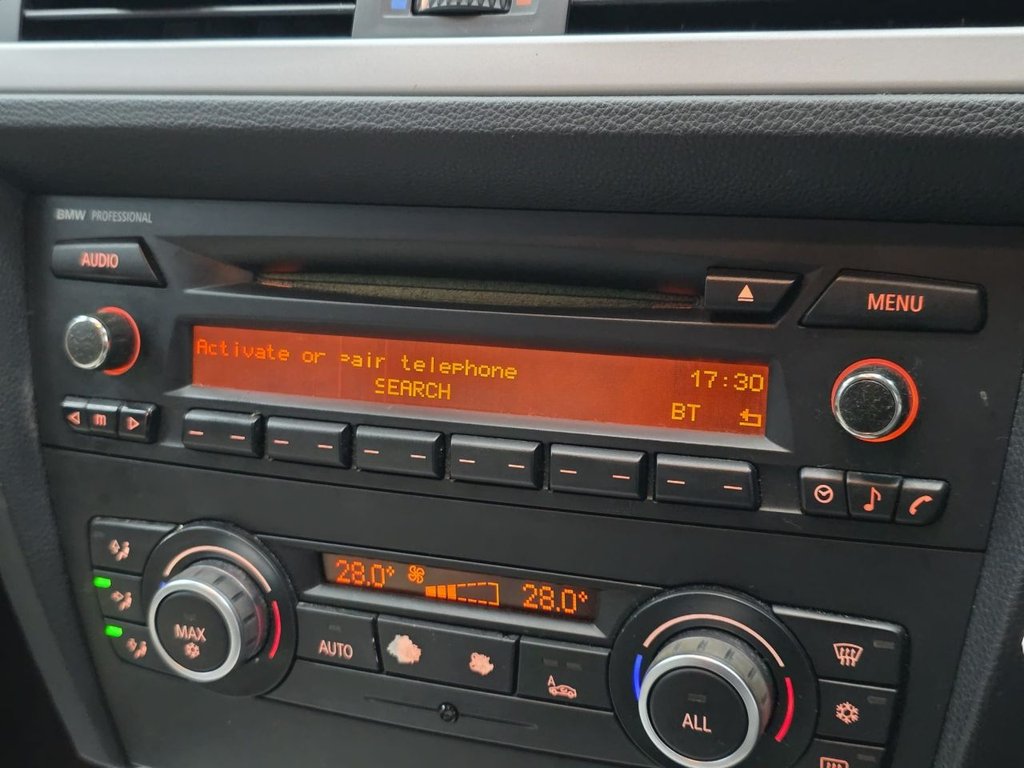 BMW PROFESSIONAL
AUDIO
MENU
Activate or pair telephone
17:30
SEARCH
BT
m
28.0°
28.0°
MAX
AUTO
A
ALL